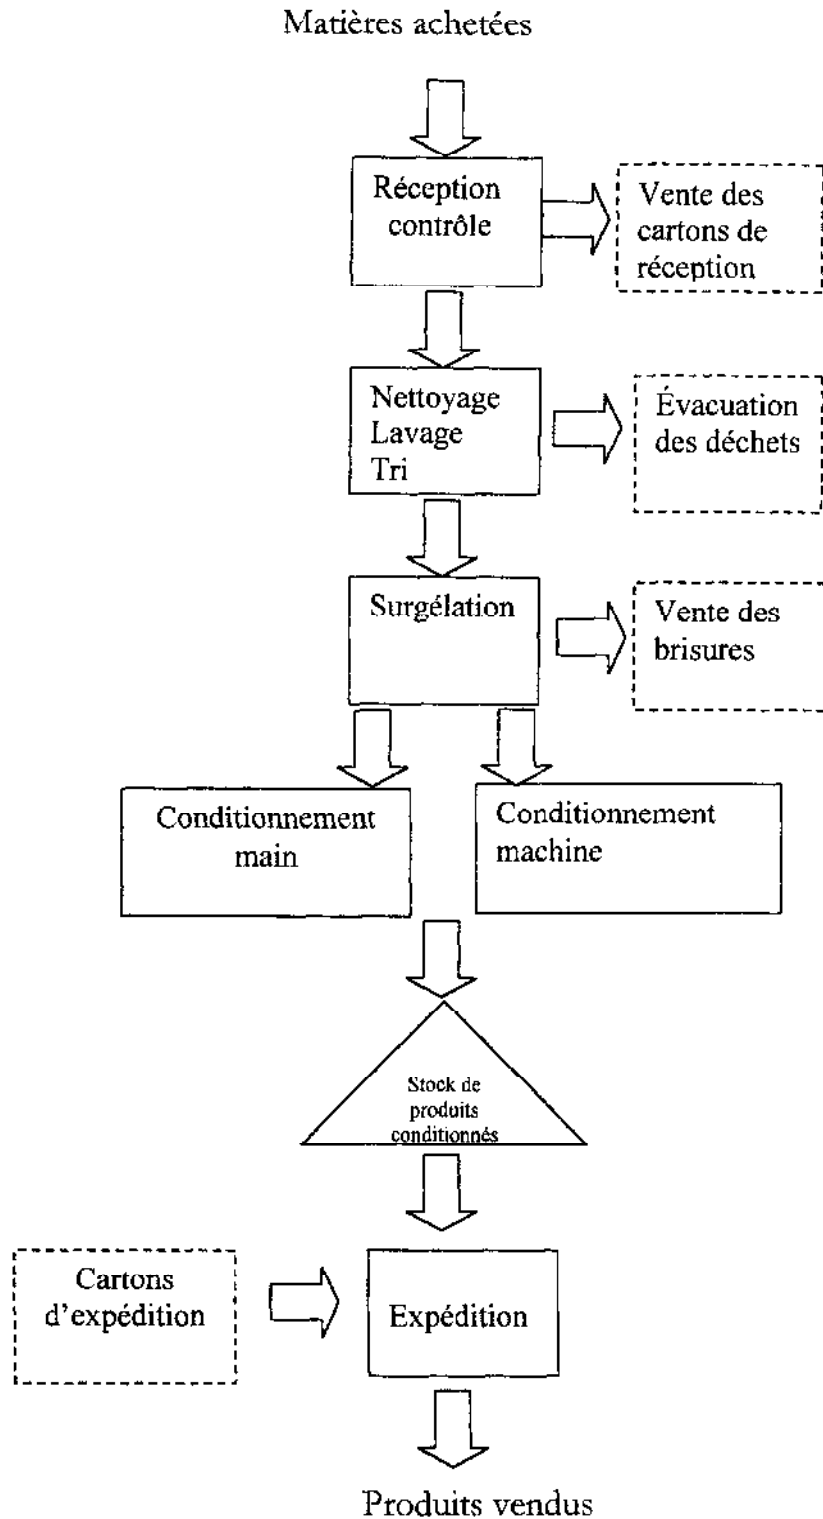 Matières achetées
Réception
contrôle
Vente des
cartons de
réception
Nettoyage
Lavage
Tri
Évacuation
des déchets
Surgélation
Vente des
brisures
Conditionnement
main
Conditionnement
machine
Stock de
produits
conditionnés
Cartons
d'expédition
Expédition
Produits vendus